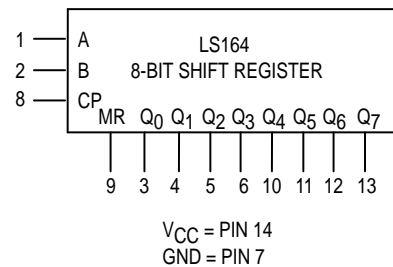 1 A LS164
2 B 8-BIT SHIFT REGISTER
8 CP
MR Q0 Q1 Q2 Q3 Q4 Q5 Q6 Q7
9 3 4 5 6 10 11 12 13
VCC = PIN 14
GND = PIN 7